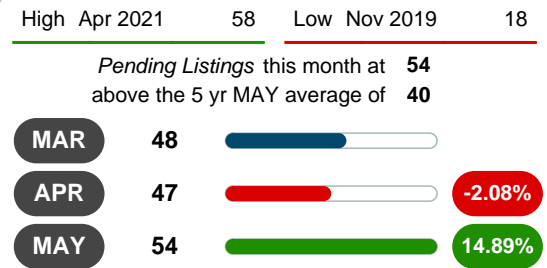 High Apr 2021 58 Low Nov 2019 18
Pending Listings this month at 54
above the 5 yr MAY average of 40
MAR 48
APR 47 -2.08%
MAY 54 14.89%